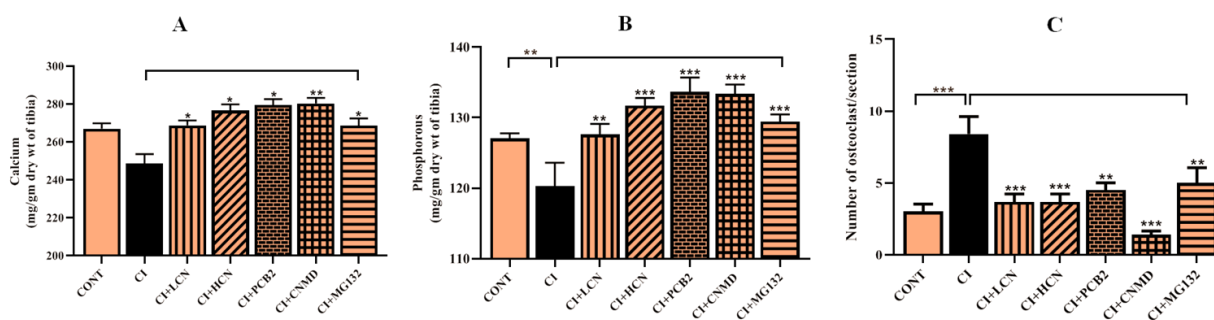 A
Calcium
(mg/gm dry wt of tibia)
300
280
260
240
220
200
*
*
*
**
*
CONT
CI
CI+LCN
CI+HCN
CI+PCB2
CI+CNMD
CI+MG132
B
Phosphorous
(mg/gm dry wt of tibia)
140
130
120
110
**
**
***
***
***
***
CONT
CI
CI+LCN
CI+HCN
CI+PCB2
CI+CNMD
CI+MG132
C
Number of osteoclast/section
15
10
5
0
***
***
***
**
***
**
CONT
CI
CI+LCN
CI+HCN
CI+PCB2
CI+CNMD
CI+MG132